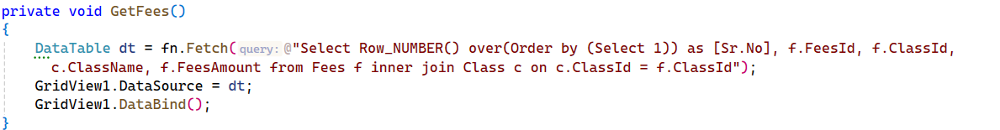 private void GetFees()
{
    DataTable dt = fn.Fetch(query:@"Select Row_NUMBER() over(Order by (Select 1)) as [Sr.No], f.FeesId, f.ClassId,
      c.ClassName, f.FeesAmount from Fees f inner join Class c on c.ClassId = f.ClassId");
    GridView1.DataSource = dt;
    GridView1.DataBind();
}